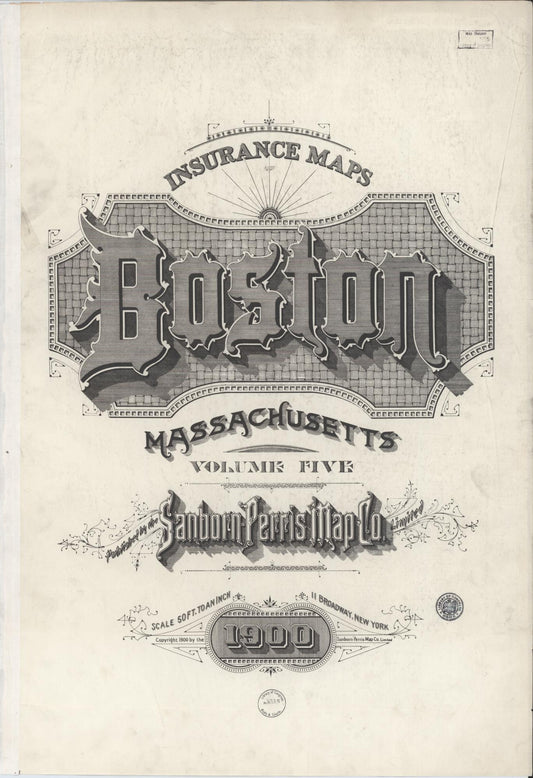 INSURANCE MAPS
Boston
MASSACHUSETTS
VOLUME FIVE
Published by the Sanborn-Perris Map Co. Limited
SCALE 50 FT. TO AN INCH 11 BROADWAY, NEW YORK
Copyright 1900 by the 1900 Sanborn-Perris Map Co. Limited